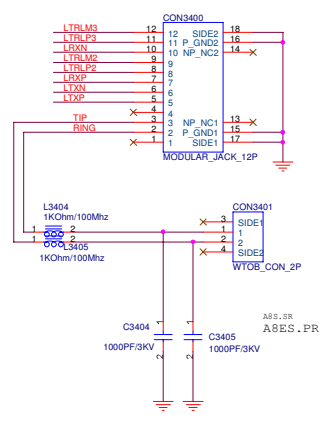 CON3400
LTRLM3 12 12 SIDE2 18
LTRLP3 11 11 P_GND2 16
LRXN 10 10 NP_NC2 14
LTRLM2 9 9
LTRLP2 8 8
LRXP 7 7
LTXN 6 6
LTXP 5 5
4 4
TIP 3 3 NP_NC1 13
RING 2 2 P_GND1 15
1 1 SIDE1 17
MODULAR_JACK_12P
L3404
1KOhm/100Mhz
1 2
1 2
L3405
1KOhm/100Mhz
CON3401
3 SIDE1
1 1
2 2
4 SIDE2
WTOB_CON_2P
1 1
C3404
1000PF/3KV
C3405
1000PF/3KV
2 2
A8S.SR
A8ES.PR